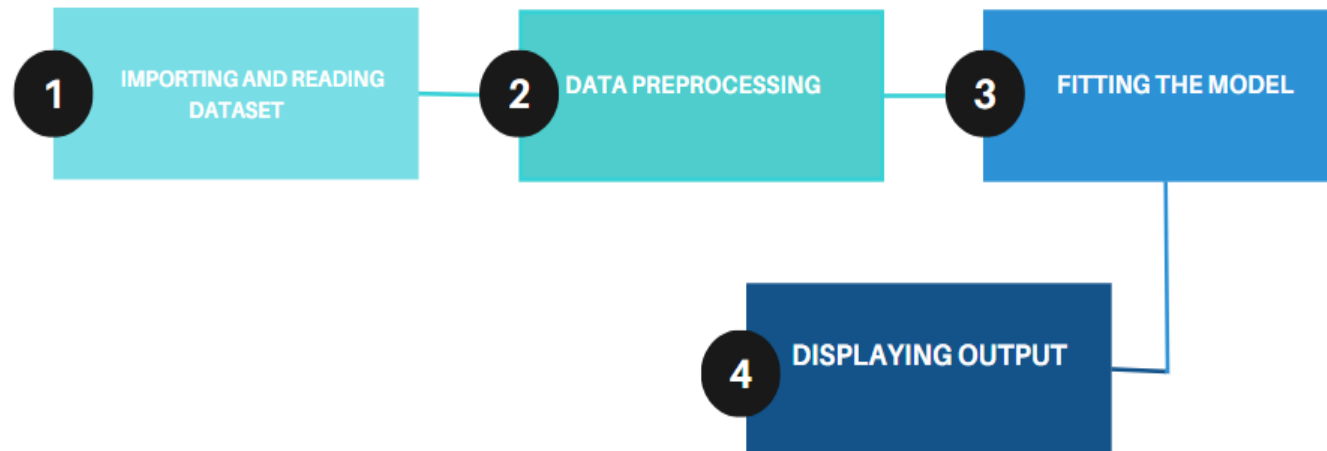 1
IMPORTING AND READING
DATASET
2
DATA PREPROCESSING
3
FITTING THE MODEL
4
DISPLAYING OUTPUT